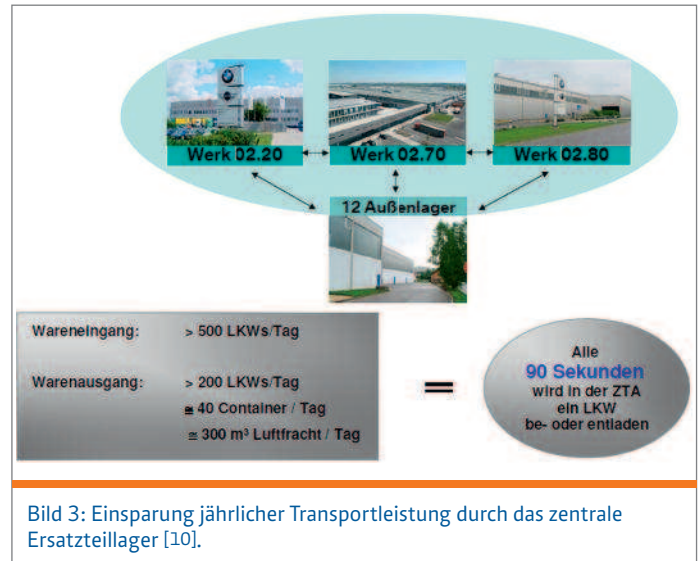 Werk 02.20
Werk 02.70
Werk 02.80
12 Außenlager
Wareneingang: > 500 LKWs/Tag
Warenausgang: > 200 LKWs/Tag
≅ 40 Container / Tag
≅ 300 m³ Luftfracht / Tag
=
Alle
90 Sekunden
wird in der ZTA
ein LKW
be- oder entladen
Bild 3: Einsparung jährlicher Transportleistung durch das zentrale
Ersatzteillager [10].